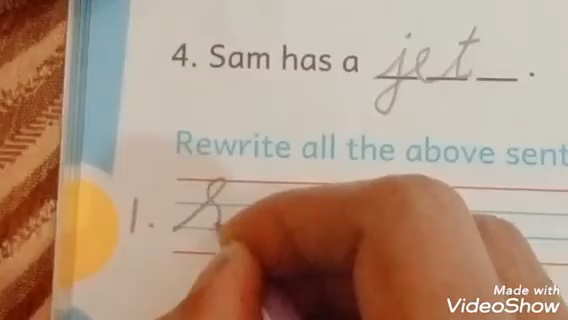 4. Sam has a jet.
Rewrite all the above sent
1. S
Made with
VideoShow